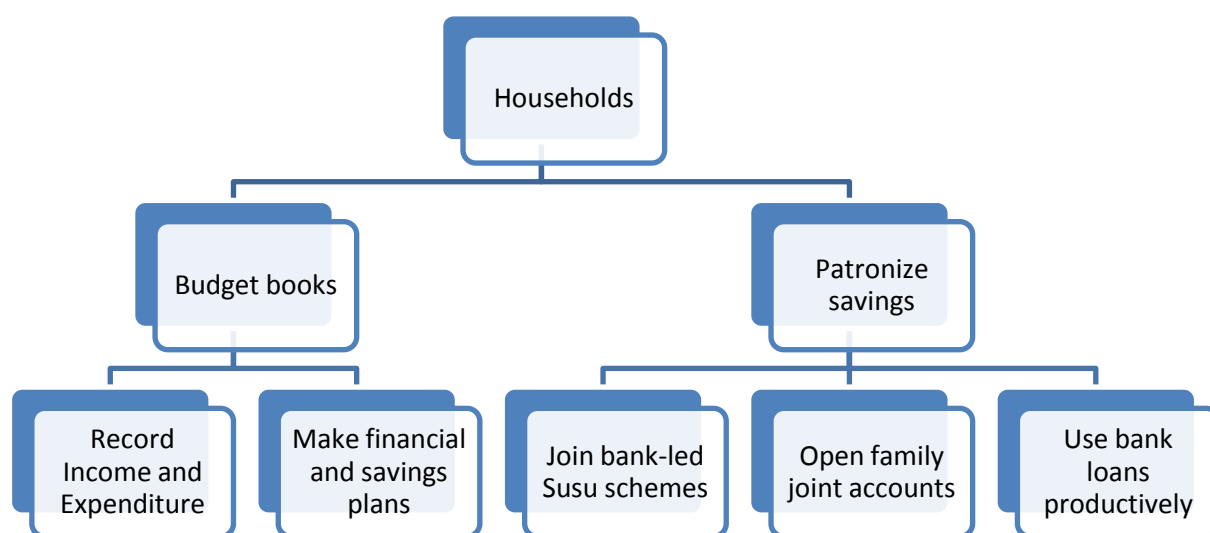 Households
Budget books
Patronize
savings
Record
Income and
Expenditure
Make financial
and savings
plans
Join bank-led
Susu schemes
Open family
joint accounts
Use bank
loans
productively